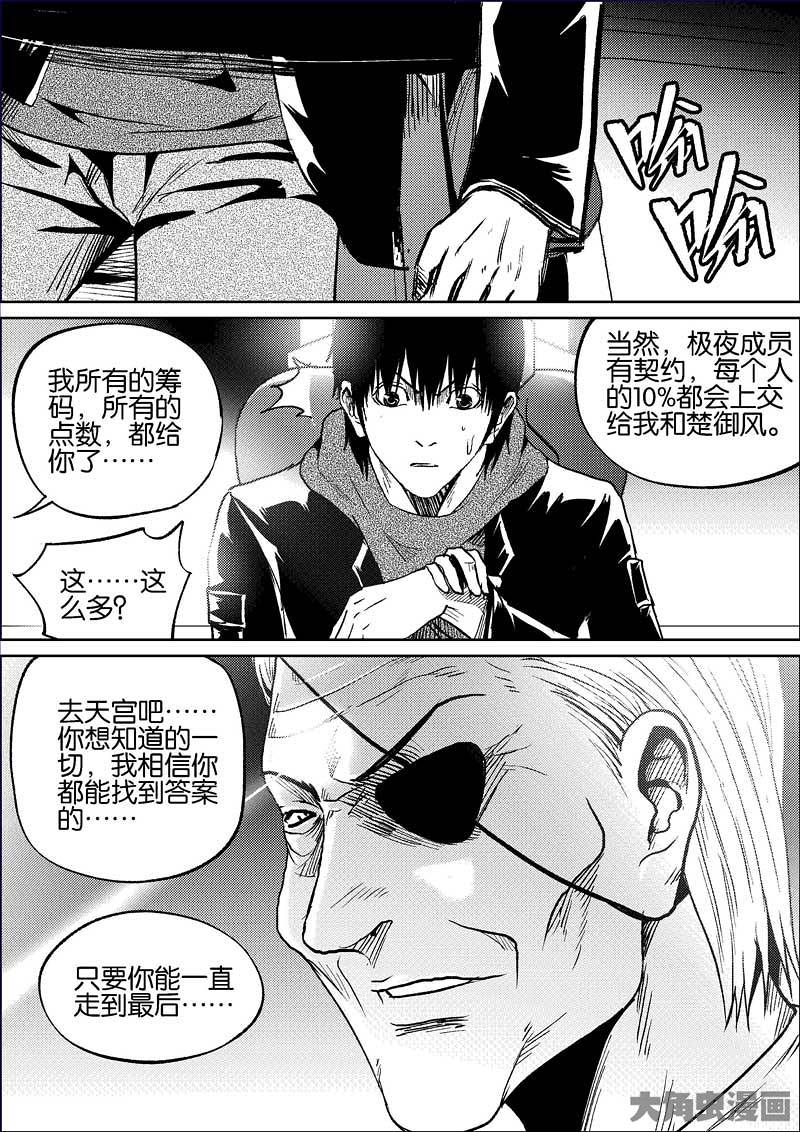 哈
哈
我所有的筹
码，所有的
点数，都给
你了……
当然，极夜成员
有契约，每个人
的10%都会上交
给我和楚御风。
这……这
么多？
去天宫吧……
你想知道的一
切，我相信你
都能找到答案
的……
只要你能一直
走到最后……
大角虫漫画